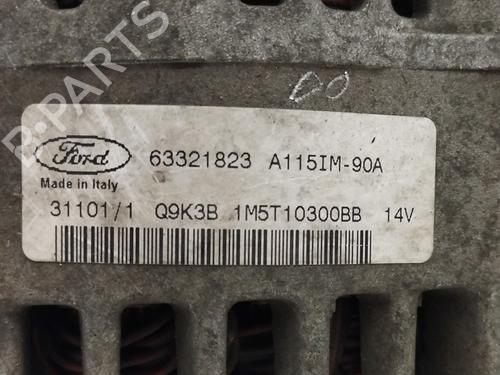 B-PARTS
DO
Ford 63321823 A115IM-90A
Made in Italy
31101/1 Q9K3B 1M5T10300BB 14V